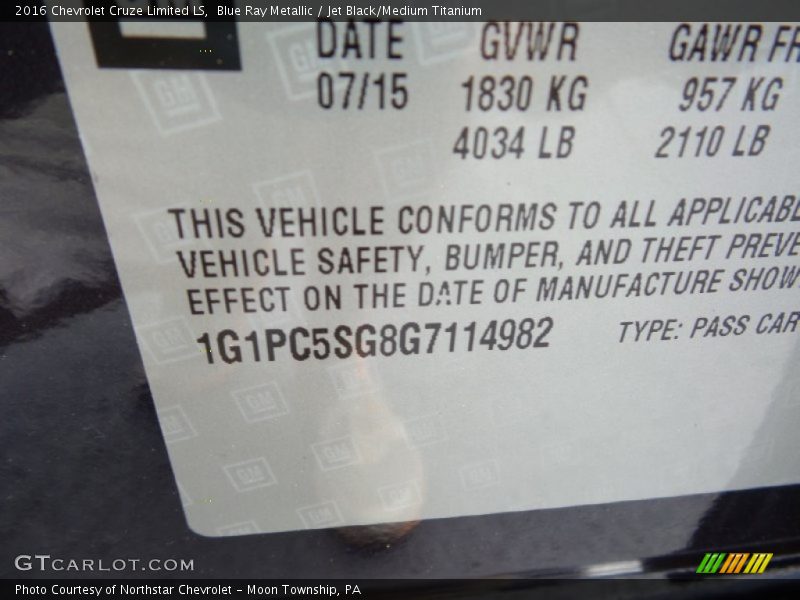 2016 Chevrolet Cruze Limited LS,  Blue Ray Metallic / Jet Black/Medium Titanium
DATE GVWR GAWR FR
07/15 1830 KG 957 KG
4034 LB 2110 LB
THIS VEHICLE CONFORMS TO ALL APPLICABL
VEHICLE SAFETY, BUMPER, AND THEFT PREVE
EFFECT ON THE DATE OF MANUFACTURE SHOW
1G1PC5SG8G7114982 TYPE: PASS CAR
GM
GTCARLOT.COM
Photo Courtesy of Northstar Chevrolet - Moon Township, PA